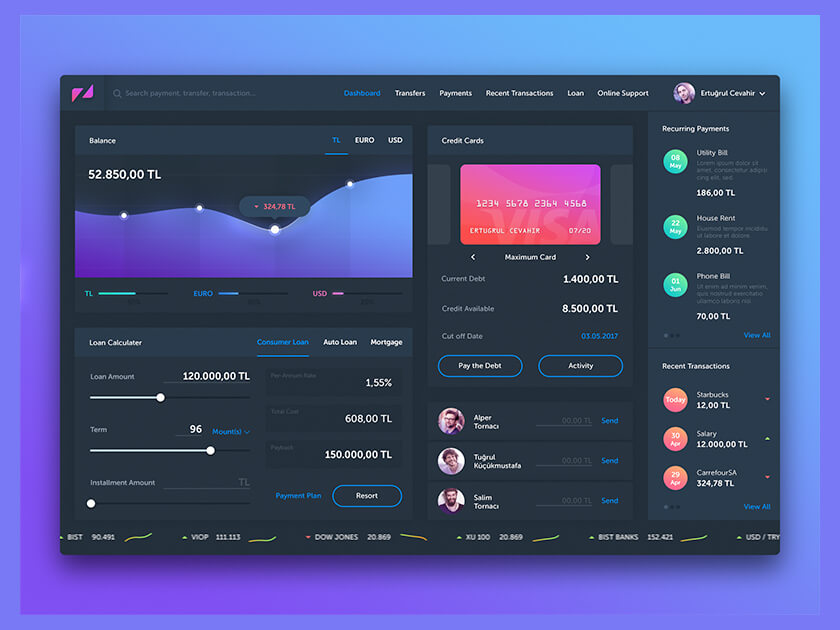 Search payment, transfer, transaction...
Dashboard
Transfers
Payments
Recent Transactions
Loan
Online Support
Ertuğrul Cevahir
Balance
TL
EURO
USD
52.850,00 TL
324,78 TL
TL
EURO
USD
Loan Calculater
Consumer Loan
Auto Loan
Mortgage
Loan Amount
120.000,00 TL
Term
96
Mount(s)
Installment Amount
TL
Per-Annum Rate
1,55%
Total Cost
608,00 TL
Payback
150.000,00 TL
Payment Plan
Resort
Credit Cards
1234 5678 2364 4568
VISA
ERTUGRUL CEVAHIR
07/20
Maximum Card
Current Debt
1.400,00 TL
Credit Available
8.500,00 TL
Cut off Date
03.05.2017
Pay the Debt
Activity
Alper
Tornacı
00,00 TL
Send
Tuğrul
Küçükmustafa
00,00 TL
Send
Salim
Tornacı
00,00 TL
Send
Recurring Payments
08
May
Utility Bill
Lorem ipsum dolor sit
amet, consectetur adipisi
cing elit, sed.
186,00 TL
22
May
House Rent
Eiusmod tempor incididu
ut labore et dolore.
2.800,00 TL
01
Jun
Phone Bill
Ut enim ad minim veniam,
quis nostrud exercitatio
ullamco laboris nisi.
70,00 TL
View All
Recent Transactions
Today
Starbucks
12,00 TL
30
Apr
Salary
12.000,00 TL
29
Apr
CarrefourSA
324,78 TL
View All
BIST 90.491
VIOP 111.113
DOW JONES 20.869
XU 100 20.869
BIST BANKS 152.421
USD / TRY